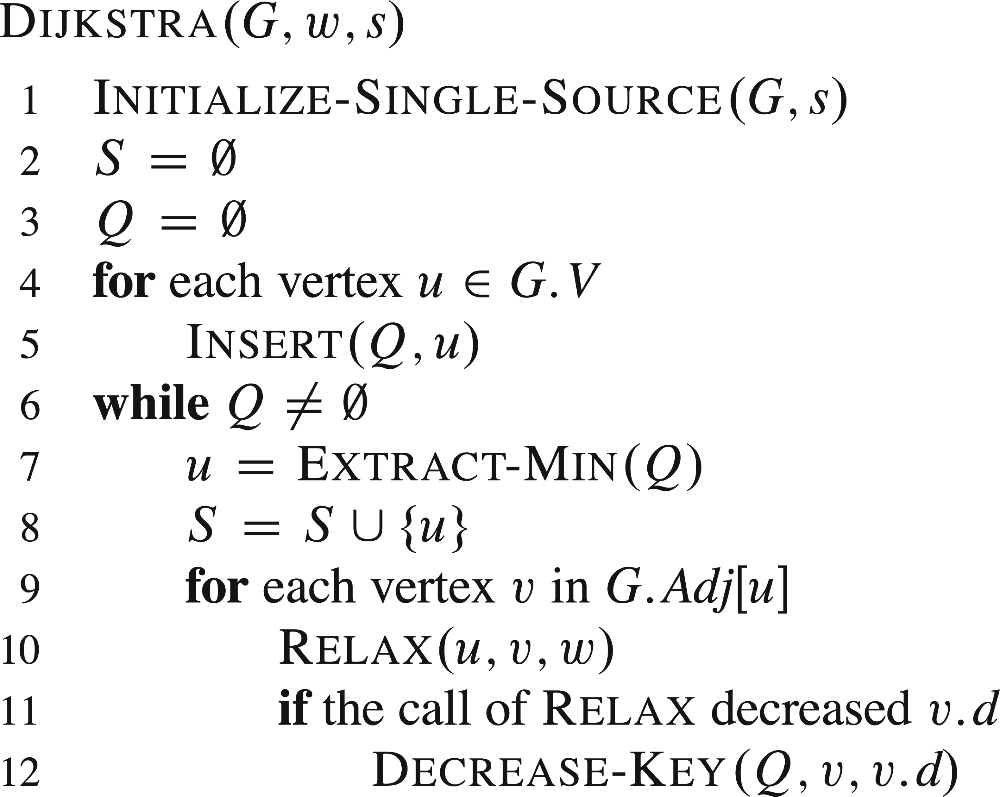 DIJKSTRA(G, w, s)
1 INITIALIZE-SINGLE-SOURCE(G, s)
2 S = ∅
3 Q = ∅
4 for each vertex u ∈ G.V
5 INSERT(Q, u)
6 while Q ≠ ∅
7 u = EXTRACT-MIN(Q)
8 S = S ∪ {u}
9 for each vertex v in G.Adj[u]
10 RELAX(u, v, w)
11 if the call of RELAX decreased v.d
12 DECREASE-KEY(Q, v, v.d)